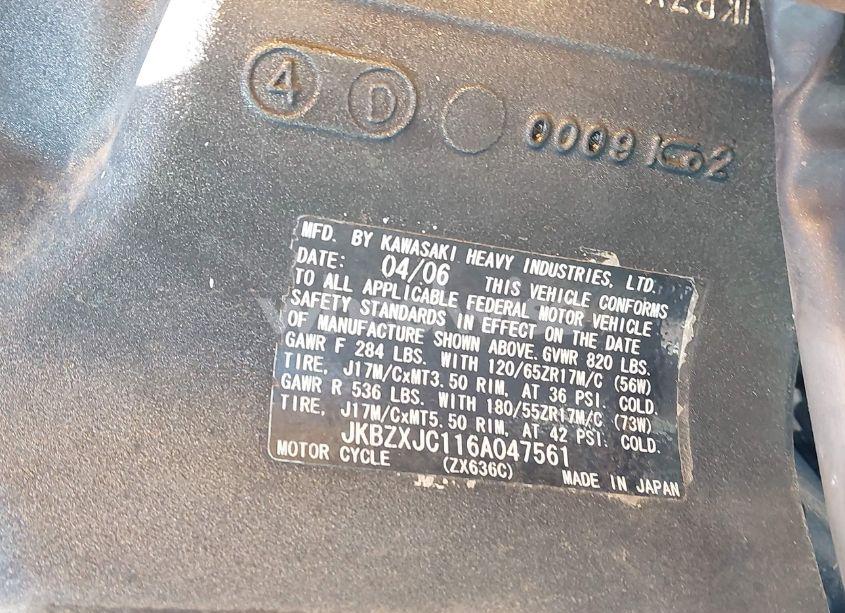 JKBZX
4 D 0009162
MFD. BY KAWASAKI HEAVY INDUSTRIES, LTD.
DATE: 04/06 THIS VEHICLE CONFORMS
TO ALL APPLICABLE FEDERAL MOTOR VEHICLE
SAFETY STANDARDS IN EFFECT ON THE DATE
OF MANUFACTURE SHOWN ABOVE. GVWR 820 LBS.
GAWR F 284 LBS. WITH 120/65ZR17M/C (56W)
TIRE, J17M/CxMT3.50 RIM, AT 36 PSI. COLD.
GAWR R 536 LBS. WITH 180/55ZR17M/C (73W)
TIRE, J17M/CxMT5.50 RIM, AT 42 PSI. COLD.
JKBZXJC116A047561
MOTOR CYCLE (ZX636C) MADE IN JAPAN